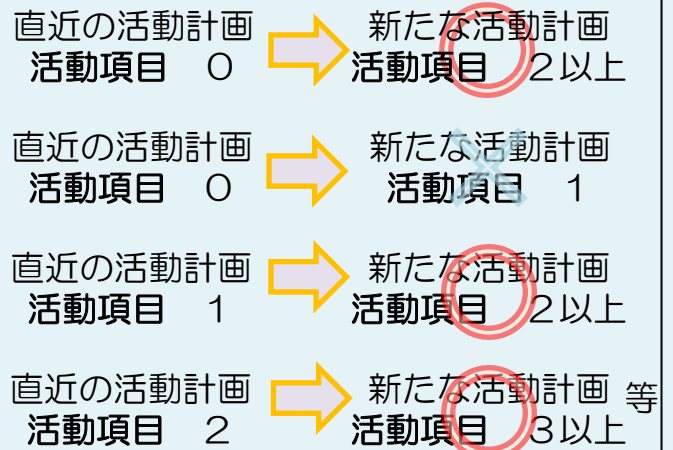 直近の活動計画 新たな活動計画
活動項目 ０ 活動項目 ２以上
直近の活動計画 新たな活動計画
活動項目 ０ 活動項目 １
直近の活動計画 新たな活動計画
活動項目 １ 活動項目 ２以上
直近の活動計画 新たな活動計画 等
活動項目 ２ 活動項目 ３以上